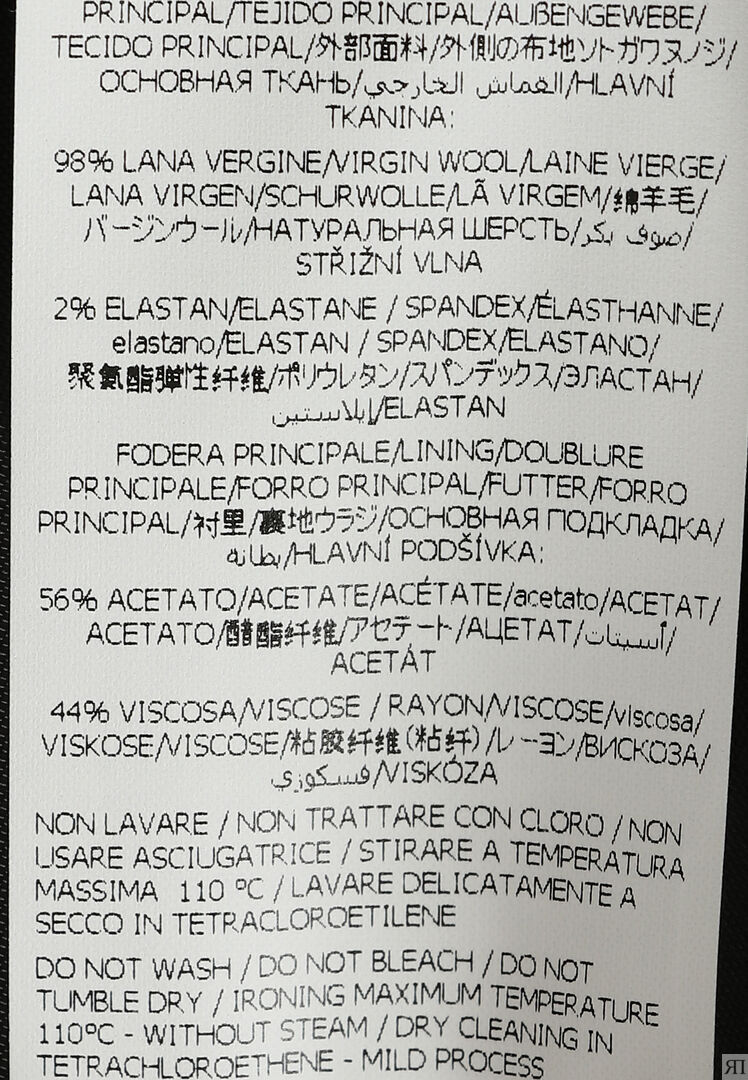 PRINCIPAL/TEJIDO PRINCIPAL/AUßENGEWEBE/
TECIDO PRINCIPAL/外部面料/外側の布地ソトガワヌノジ/
ОСНОВНАЯ ТКАНЬ/القماش الخارجي/HLAVNÍ
TKANINA:
98% LANA VERGINE/VIRGIN WOOL/LAINE VIERGE/
LANA VIRGEN/SCHURWOLLE/LÃ VIRGEM/绵羊毛/
バージンウール/НАТУРАЛЬНАЯ ШЕРСТЬ/صوف بكر/
STŘIŽNÍ VLNA
2% ELASTAN/ELASTANE / SPANDEX/ÉLASTHANNE/
elastano/ELASTAN / SPANDEX/ELASTANO/
聚氨酯弹性纤维/ポリウレタン/スパンデックス/ЭЛАСТАН/
إيلاستين/ELASTAN
FODERA PRINCIPALE/LINING/DOUBLURE
PRINCIPALE/FORRO PRINCIPAL/FUTTER/FORRO
PRINCIPAL/衬里/裏地ウラジ/ОСНОВНАЯ ПОДКЛАДКА/
بطانة/HLAVNÍ PODŠÍVKA:
56% ACETATO/ACETATE/ACÉTATE/acetato/ACETAT/
ACETATO/醋酯纤维/アセテート/АЦЕТАТ/أسيتات/
ACETÁT
44% VISCOSA/VISCOSE / RAYON/VISCOSE/viscosa/
VISKOSE/VISCOSE/粘胶纤维(粘纤)/レーヨン/ВИСКОЗА/
فسكوزي/VISKÓZA
NON LAVARE / NON TRATTARE CON CLORO / NON
USARE ASCIUGATRICE / STIRARE A TEMPERATURA
MASSIMA 110 ºC / LAVARE DELICATAMENTE A
SECCO IN TETRACLOROETILENE
DO NOT WASH / DO NOT BLEACH / DO NOT
TUMBLE DRY / IRONING MAXIMUM TEMPERATURE
110ºC - WITHOUT STEAM / DRY CLEANING IN
TETRACHLOROETHENE - MILD PROCESS
ЯП